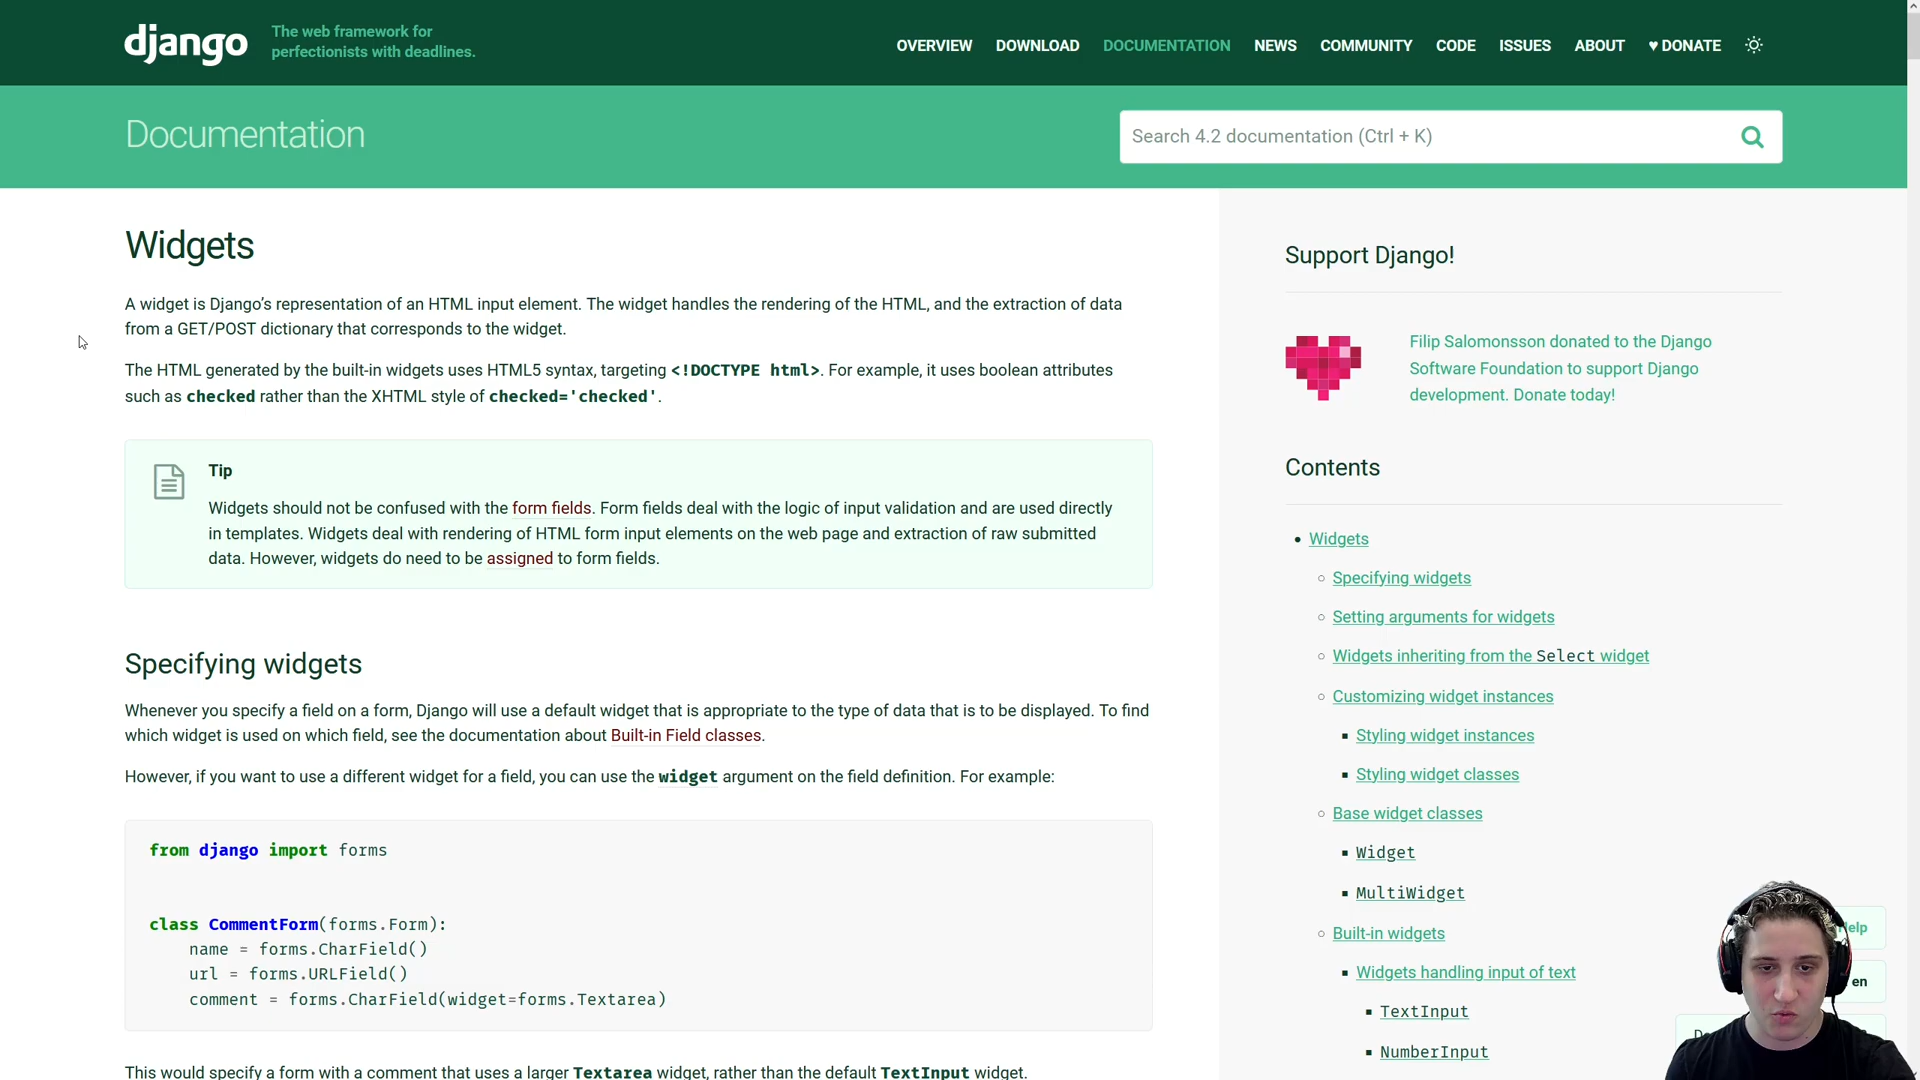 django
The web framework for
perfectionists with deadlines.
OVERVIEW DOWNLOAD DOCUMENTATION NEWS COMMUNITY CODE ISSUES ABOUT ♥ DONATE
Documentation
Search 4.2 documentation (Ctrl + K)
Widgets
A widget is Django’s representation of an HTML input element. The widget handles the rendering of the HTML, and the extraction of data
from a GET/POST dictionary that corresponds to the widget.
The HTML generated by the built-in widgets uses HTML5 syntax, targeting <!DOCTYPE html>. For example, it uses boolean attributes
such as checked rather than the XHTML style of checked='checked'.
Tip
Widgets should not be confused with the form fields. Form fields deal with the logic of input validation and are used directly
in templates. Widgets deal with rendering of HTML form input elements on the web page and extraction of raw submitted
data. However, widgets do need to be assigned to form fields.
Specifying widgets
Whenever you specify a field on a form, Django will use a default widget that is appropriate to the type of data that is to be displayed. To find
which widget is used on which field, see the documentation about Built-in Field classes.
However, if you want to use a different widget for a field, you can use the widget argument on the field definition. For example:
from django import forms
class CommentForm(forms.Form):
    name = forms.CharField()
    url = forms.URLField()
    comment = forms.CharField(widget=forms.Textarea)
This would specify a form with a comment that uses a larger Textarea widget, rather than the default TextInput widget.
Support Django!
Filip Salomonsson donated to the Django
Software Foundation to support Django
development. Donate today!
Contents
Widgets
Specifying widgets
Setting arguments for widgets
Widgets inheriting from the Select widget
Customizing widget instances
Styling widget instances
Styling widget classes
Base widget classes
Widget
MultiWidget
Built-in widgets
Widgets handling input of text
TextInput
NumberInput
en